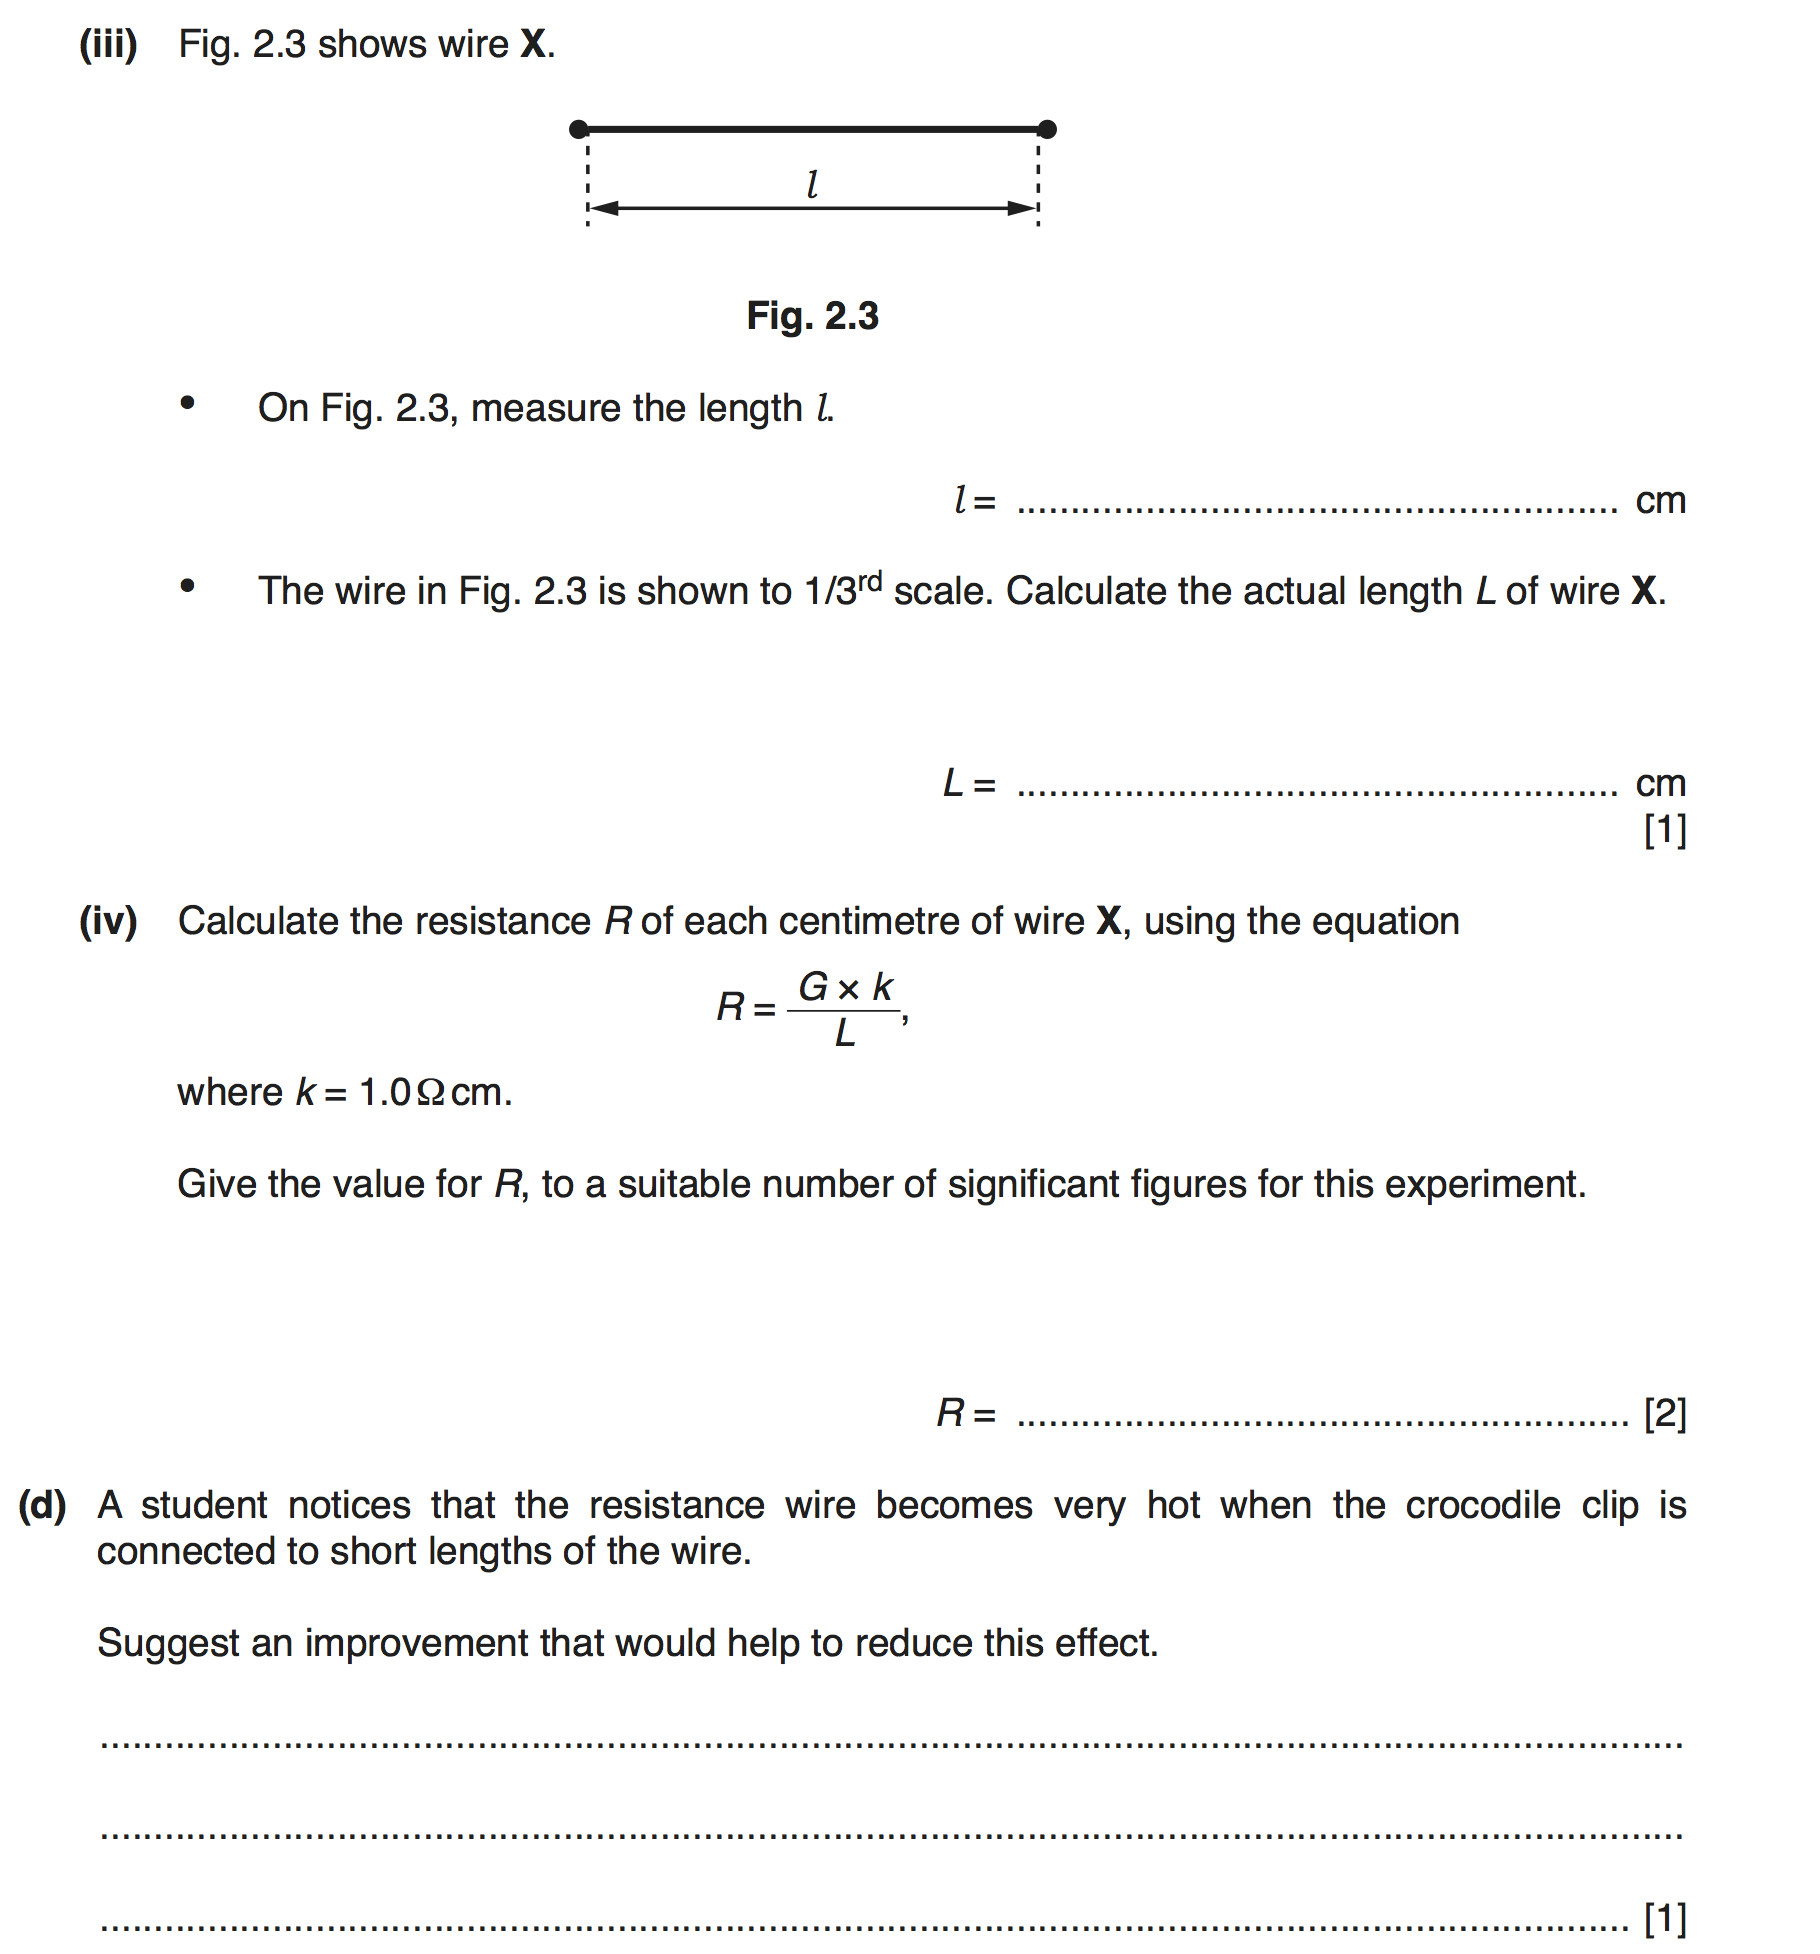 (iii) Fig. 2.3 shows wire X.
l
Fig. 2.3
• On Fig. 2.3, measure the length l.
l = ........................................................ cm
• The wire in Fig. 2.3 is shown to 1/3rd scale. Calculate the actual length L of wire X.
L = ........................................................ cm
[1]
(iv) Calculate the resistance R of each centimetre of wire X, using the equation
R = G × k / L,
where k = 1.0 Ω cm.
Give the value for R, to a suitable number of significant figures for this experiment.
R = ......................................................... [2]
(d) A student notices that the resistance wire becomes very hot when the crocodile clip is
connected to short lengths of the wire.
Suggest an improvement that would help to reduce this effect.
...................................................................................................................................................
...................................................................................................................................................
.............................................................................................................................................. [1]